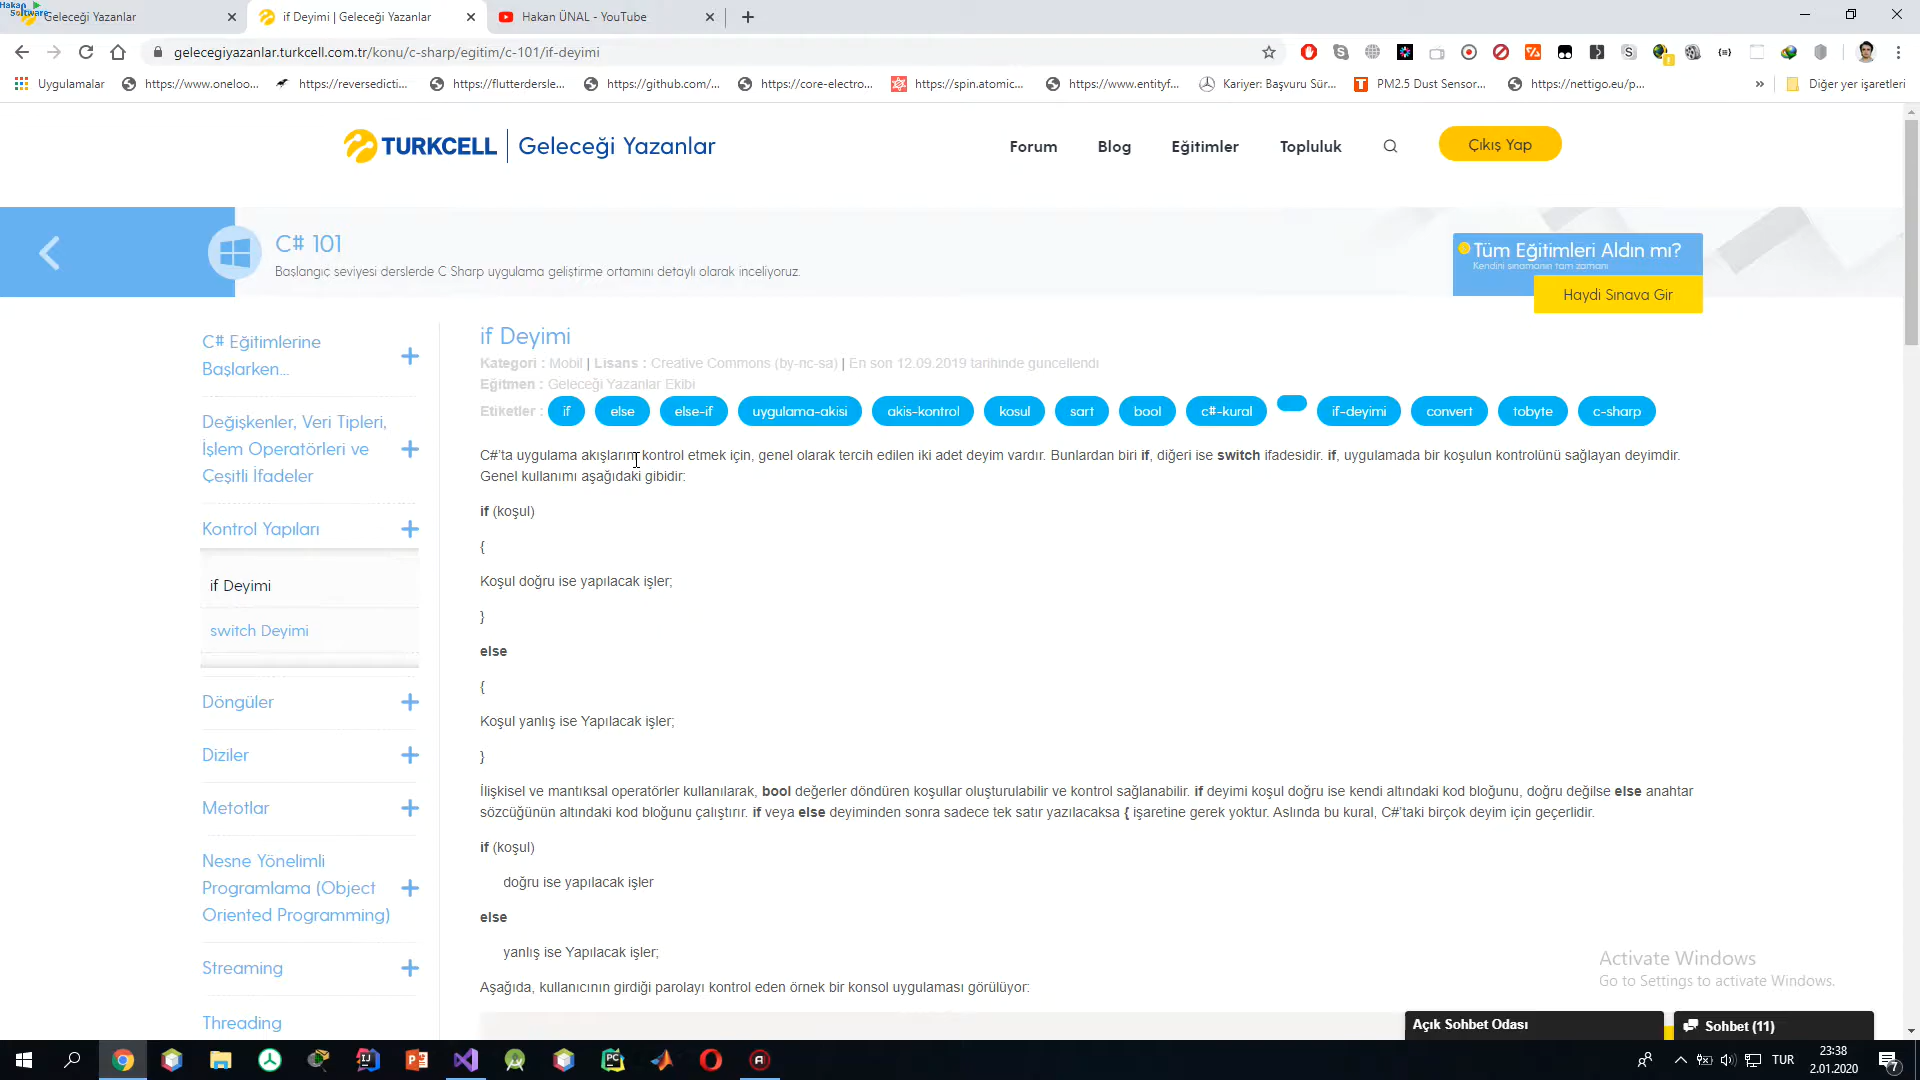 Hakan
Software
Geleceği Yazanlar
if Deyimi | Geleceği Yazanlar
Hakan ÜNAL - YouTube
gelecegiyazanlar.turkcell.com.tr/konu/c-sharp/egitim/c-101/if-deyimi
Uygulamalar
https://www.oneloo...
https://reversedicti...
https://flutterdersle...
https://github.com/...
https://core-electro...
https://spin.atomic...
https://www.entityf...
Kariyer: Başvuru Sür...
PM2.5 Dust Sensor...
https://nettigo.eu/p...
»
Diğer yer işaretleri
TURKCELL | Geleceği Yazanlar
Forum
Blog
Eğitimler
Topluluk
Çıkış Yap
C# 101
Başlangıç seviyesi derslerde C Sharp uygulama geliştirme ortamını detaylı olarak inceliyoruz.
Tüm Eğitimleri Aldın mı?
Kendini sınamanın tam zamanı
Haydi Sınava Gir
C# Eğitimlerine
Başlarken...
Değişkenler, Veri Tipleri,
İşlem Operatörleri ve
Çeşitli İfadeler
Kontrol Yapıları
if Deyimi
switch Deyimi
Döngüler
Diziler
Metotlar
Nesne Yönelimli
Programlama (Object
Oriented Programming)
Streaming
Threading
if Deyimi
Kategori : Mobil | Lisans : Creative Commons (by-nc-sa) | En son 12.09.2019 tarihinde guncellendı
Eğitmen : Geleceği Yazanlar Ekibi
Etiketler : if else else-if uygulama-akisi akis-kontrol kosul sart bool c#-kural if-deyimi convert tobyte c-sharp
C#'ta uygulama akışlarını kontrol etmek için, genel olarak tercih edilen iki adet deyim vardır. Bunlardan biri if, diğeri ise switch ifadesidir. if, uygulamada bir koşulun kontrolünü sağlayan deyimdir.
Genel kullanımı aşağıdaki gibidir:
if (koşul)
{
Koşul doğru ise yapılacak işler;
}
else
{
Koşul yanlış ise Yapılacak işler;
}
İlişkisel ve mantıksal operatörler kullanılarak, bool değerler döndüren koşullar oluşturulabilir ve kontrol sağlanabilir. if deyimi koşul doğru ise kendi altındaki kod bloğunu, doğru değilse else anahtar
sözcüğünün altındaki kod bloğunu çalıştırır. if veya else deyiminden sonra sadece tek satır yazılacaksa { işaretine gerek yoktur. Aslında bu kural, C#'taki birçok deyim için geçerlidir.
if (koşul)
doğru ise yapılacak işler
else
yanlış ise Yapılacak işler;
Aşağıda, kullanıcının girdiği parolayı kontrol eden örnek bir konsol uygulaması görülüyor:
Activate Windows
Go to Settings to activate Windows.
Açık Sohbet Odası
Sohbet (11)
TUR
23:38
2.01.2020
7